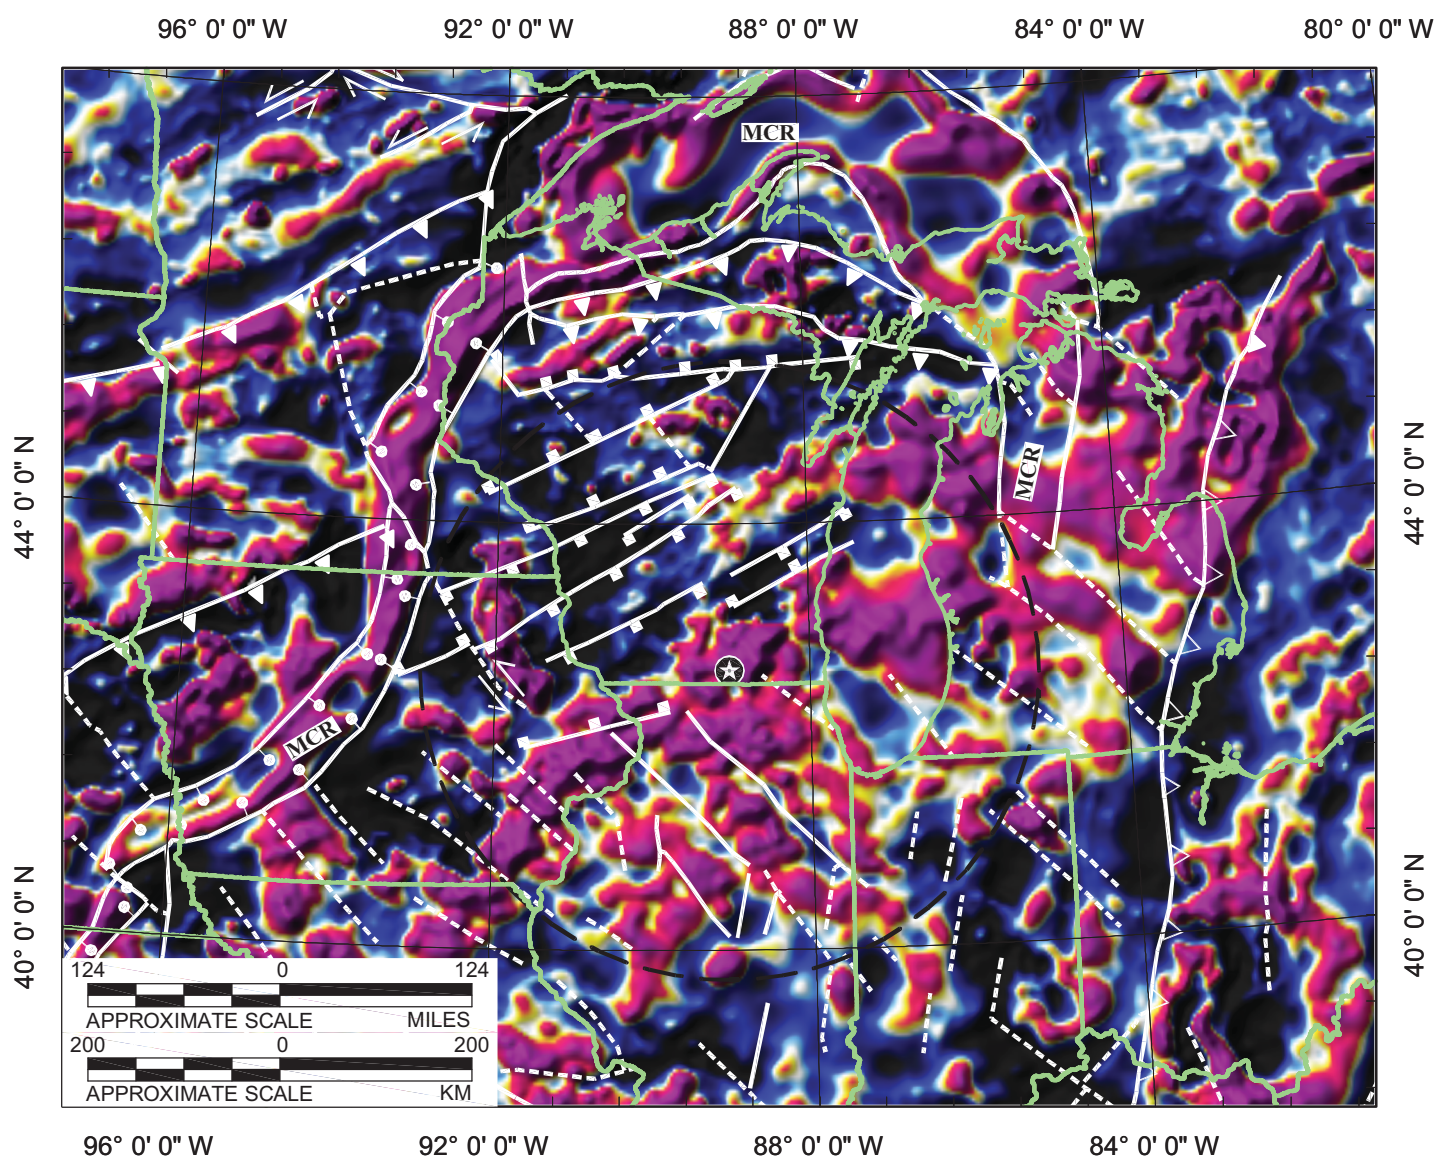 96° 0' 0" W 92° 0' 0" W 88° 0' 0" W 84° 0' 0" W 80° 0' 0" W
MCR
44° 0' 0" N
44° 0' 0" N
MCR
MCR
40° 0' 0" N
40° 0' 0" N
124 0 124
APPROXIMATE SCALE MILES
200 0 200
APPROXIMATE SCALE KM
96° 0' 0" W 92° 0' 0" W 88° 0' 0" W 84° 0' 0" W